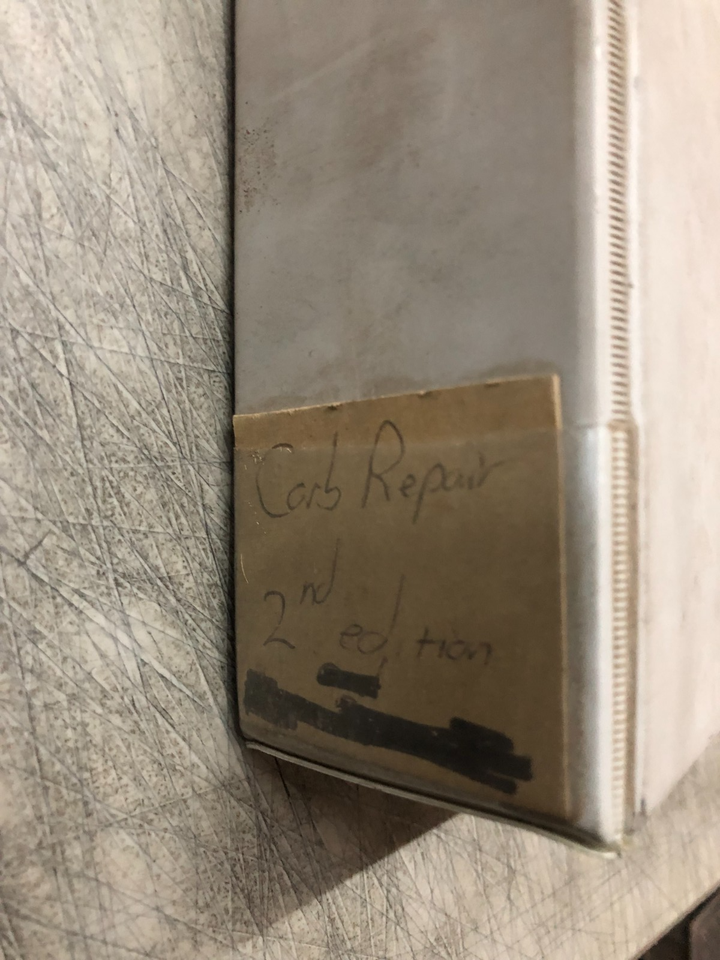 Carb Repair
2nd edition